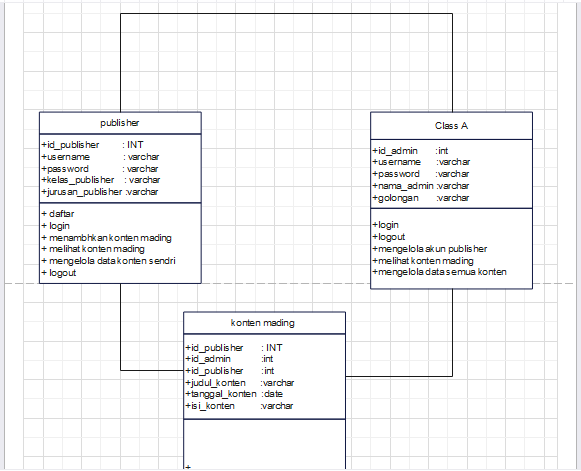 publisher
+id_publisher : INT
+username : varchar
+password : varchar
+kelas_publisher : varchar
+jurusan_publisher :varchar
+ daftar
+ login
+ menambhkan konten mading
+ melihat konten mading
+ mengelola data konten sendri
+ logout
Class A
+id_admin :int
+username :varchar
+password :varchar
+nama_admin :varchar
+golongan :varchar
+login
+logout
+mengelola akun publisher
+melihat konten mading
+mengelola data semua konten
konten mading
+id_publisher : INT
+id_admin :int
+id_publisher :int
+judul_konten :varchar
+tanggal_konten :date
+isi_konten :varchar
+